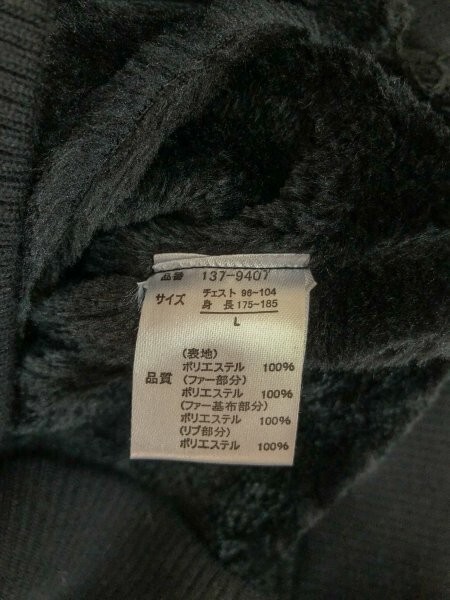 品番 137-9407
サイズ チェスト 96-104
身長 175-185
L
(表地)
ポリエステル 100%
品質 (ファー部分)
ポリエステル 100%
(ファー基布部分)
ポリエステル 100%
(リブ部分)
ポリエステル 100%